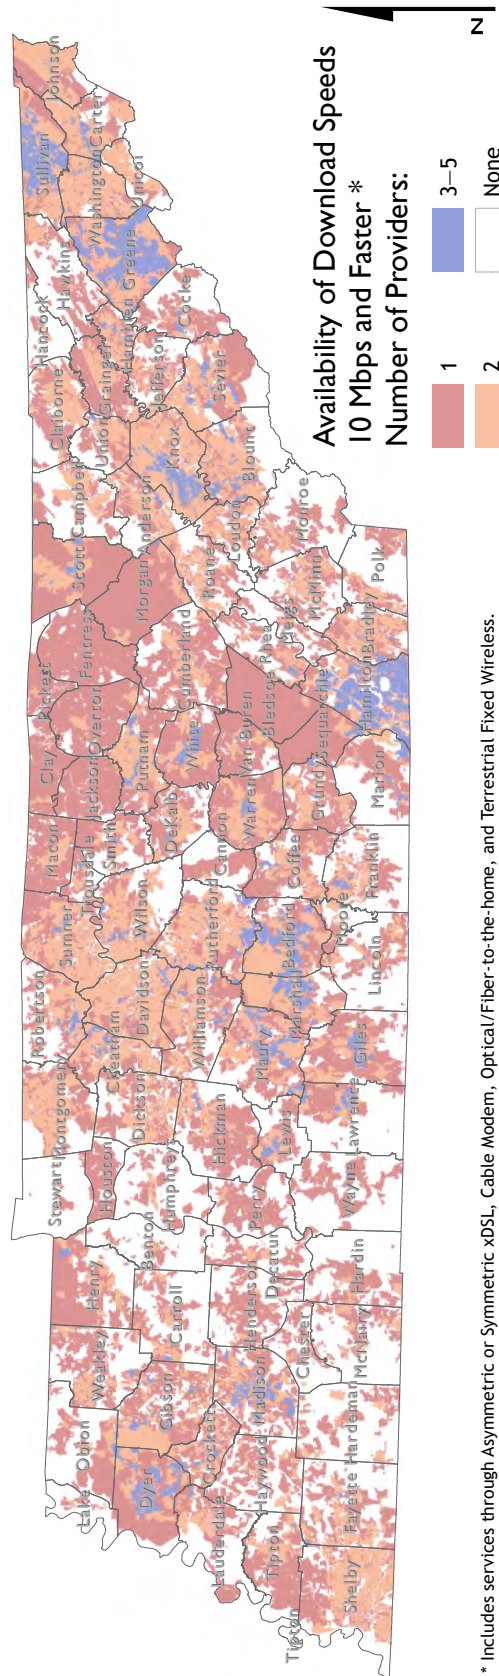 Availability of Download Speeds
10 Mbps and Faster *
Number of Providers:
1
3–5
2
None
N
Lake
Obion
Weakley
Henry
Stewart
Montgomery
Robertson
Sumner
Macon
Clay
Pickett
Fentress
Scott
Campbell
Claiborne
Hancock
Hawkins
Sullivan
Johnson
Carter
Washington
Unicoi
Greene
Hamblen
Grainger
Union
Jefferson
Cocke
Sevier
Knox
Blount
Anderson
Morgan
Loudon
Roane
Monroe
McMinn
Polk
Bradley
Meigs
Rhea
Hamilton
Cumberland
Bledsoe
Sequatchie
Marion
Van Buren
White
Putnam
Overton
Jackson
Smith
Trousdale
DeKalb
Warren
Grundy
Cannon
Coffee
Franklin
Moore
Lincoln
Bedford
Rutherford
Wilson
Davidson
Cheatham
Williamson
Marshall
Maury
Giles
Lawrence
Lewis
Hickman
Dickson
Houston
Humphreys
Benton
Perry
Wayne
Decatur
Hardin
Henderson
Carroll
Chester
McNairy
Madison
Gibson
Crockett
Haywood
Hardeman
Fayette
Dyer
Lauderdale
Tipton
Tipton
Shelby
* Includes services through Asymmetric or Symmetric xDSL, Cable Modem, Optical/Fiber-to-the-home, and Terrestrial Fixed Wireless.